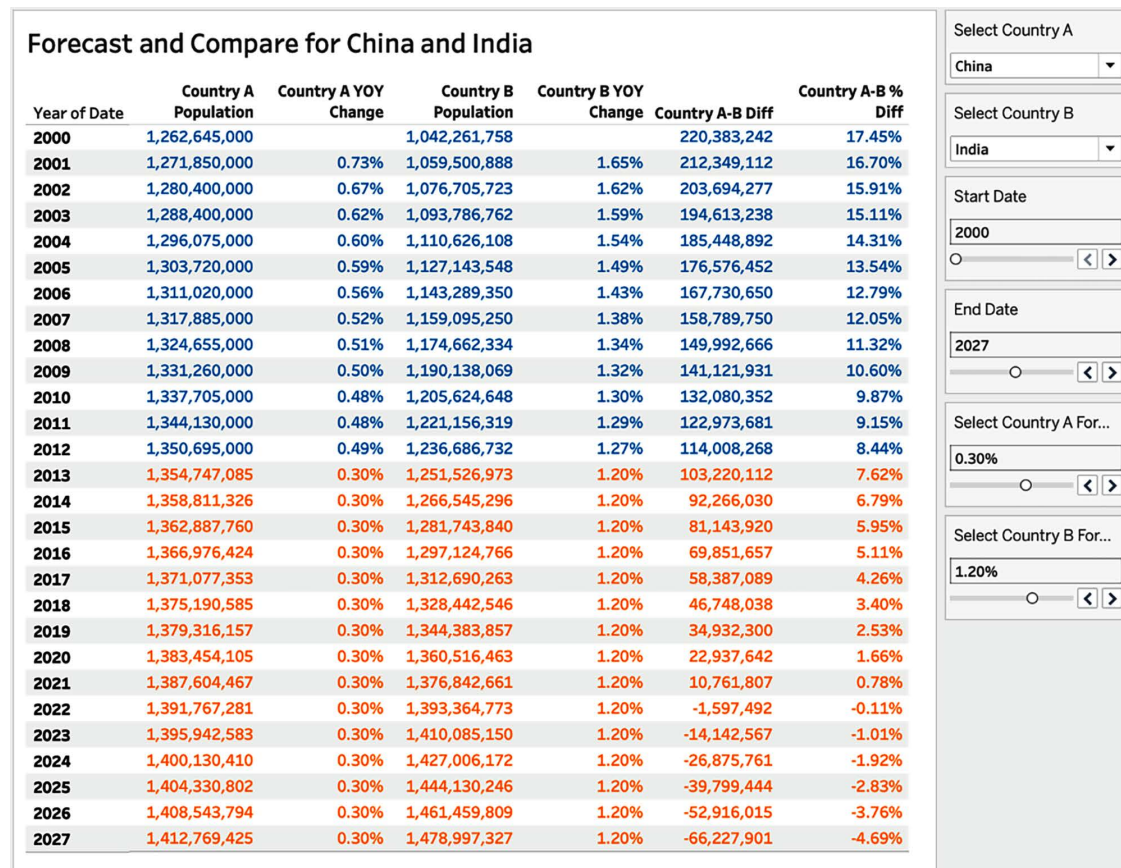 Forecast and Compare for China and India
Country A Country A YOY Country B Country B YOY Country A-B %
Year of Date Population Change Population Change Country A-B Diff Diff
2000 1,262,645,000 1,042,261,758 220,383,242 17.45%
2001 1,271,850,000 0.73% 1,059,500,888 1.65% 212,349,112 16.70%
2002 1,280,400,000 0.67% 1,076,705,723 1.62% 203,694,277 15.91%
2003 1,288,400,000 0.62% 1,093,786,762 1.59% 194,613,238 15.11%
2004 1,296,075,000 0.60% 1,110,626,108 1.54% 185,448,892 14.31%
2005 1,303,720,000 0.59% 1,127,143,548 1.49% 176,576,452 13.54%
2006 1,311,020,000 0.56% 1,143,289,350 1.43% 167,730,650 12.79%
2007 1,317,885,000 0.52% 1,159,095,250 1.38% 158,789,750 12.05%
2008 1,324,655,000 0.51% 1,174,662,334 1.34% 149,992,666 11.32%
2009 1,331,260,000 0.50% 1,190,138,069 1.32% 141,121,931 10.60%
2010 1,337,705,000 0.48% 1,205,624,648 1.30% 132,080,352 9.87%
2011 1,344,130,000 0.48% 1,221,156,319 1.29% 122,973,681 9.15%
2012 1,350,695,000 0.49% 1,236,686,732 1.27% 114,008,268 8.44%
2013 1,354,747,085 0.30% 1,251,526,973 1.20% 103,220,112 7.62%
2014 1,358,811,326 0.30% 1,266,545,296 1.20% 92,266,030 6.79%
2015 1,362,887,760 0.30% 1,281,743,840 1.20% 81,143,920 5.95%
2016 1,366,976,424 0.30% 1,297,124,766 1.20% 69,851,657 5.11%
2017 1,371,077,353 0.30% 1,312,690,263 1.20% 58,387,089 4.26%
2018 1,375,190,585 0.30% 1,328,442,546 1.20% 46,748,038 3.40%
2019 1,379,316,157 0.30% 1,344,383,857 1.20% 34,932,300 2.53%
2020 1,383,454,105 0.30% 1,360,516,463 1.20% 22,937,642 1.66%
2021 1,387,604,467 0.30% 1,376,842,661 1.20% 10,761,807 0.78%
2022 1,391,767,281 0.30% 1,393,364,773 1.20% -1,597,492 -0.11%
2023 1,395,942,583 0.30% 1,410,085,150 1.20% -14,142,567 -1.01%
2024 1,400,130,410 0.30% 1,427,006,172 1.20% -26,875,761 -1.92%
2025 1,404,330,802 0.30% 1,444,130,246 1.20% -39,799,444 -2.83%
2026 1,408,543,794 0.30% 1,461,459,809 1.20% -52,916,015 -3.76%
2027 1,412,769,425 0.30% 1,478,997,327 1.20% -66,227,901 -4.69%
Select Country A
China
Select Country B
India
Start Date
2000
End Date
2027
Select Country A For...
0.30%
Select Country B For...
1.20%